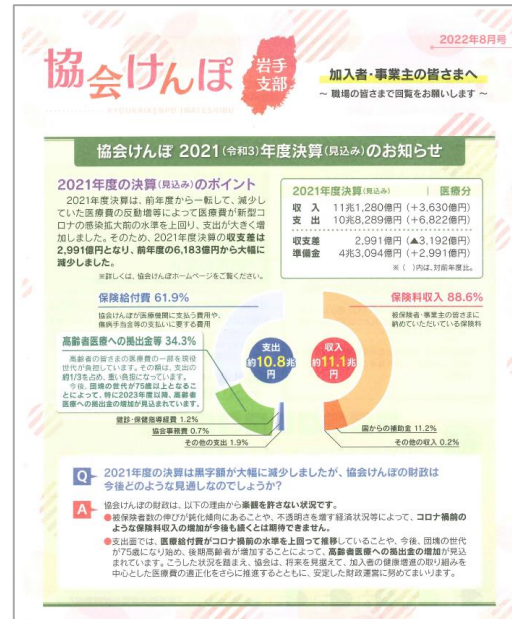 2022年8月号
協会けんぽ
岩手
支部
加入者・事業主の皆さまへ
～ 職場の皆さまで回覧をお願いします ～
KYOUKAIKENPO IWATESHIBU
協会けんぽ 2021(令和3)年度決算(見込み)のお知らせ
2021年度の決算(見込み)のポイント
2021年度決算は、前年度から一転して、減少し
ていた医療費の反動増等によって医療費が新型コ
ロナの感染拡大前の水準を上回り、支出が大きく増
加しました。そのため、2021年度決算の収支差は
2,991億円となり、前年度の6,183億円から大幅に
減少しました。
※詳しくは、協会けんぽホームページをご覧ください。
2021年度決算(見込み) | 医療分
収 入 11兆1,280億円(+3,630億円)
支 出 10兆8,289億円(+6,822億円)
収支差 2,991億円(▲3,192億円)
準備金 4兆3,094億円(+2,991億円)
※( )内は、対前年度比。
保険給付費 61.9%
協会けんぽが医療機関に支払う費用や、
傷病手当金等の支払いに要する費用
高齢者医療への拠出金等 34.3%
高齢者の皆さまの医療費の一部を現役
世代が負担しています。その額は、支出の
約1/3を占め、重い負担になっています。
今後、団塊の世代が75歳以上となるこ
とによって、特に2023年度以降、高齢者
医療への拠出金の増加が見込まれています。
健診・保健指導経費 1.2%
協会事務費 0.7%
その他の支出 1.9%
支出
約10.8兆円
収入
約11.1兆円
保険料収入 88.6%
被保険者・事業主の皆さまに
納めていただいている保険料
国からの補助金 11.2%
その他の収入 0.2%
Q 2021年度の決算は黒字額が大幅に減少しましたが、協会けんぽの財政は
今後どのような見通しなのでしょうか?
A 協会けんぽの財政は、以下の理由から楽観を許さない状況です。
●被保険者数の伸びが鈍化傾向にあることや、不透明さを増す経済状況等によって、コロナ禍前の
ような保険料収入の増加が今後も続くとは期待できません。
●支出面では、医療給付費がコロナ禍前の水準を上回って推移していることや、今後、団塊の世代
が75歳になり始め、後期高齢者が増加することによって、高齢者医療への拠出金の増加が見込
まれています。こうした状況を踏まえ、協会は、将来を見据えて、加入者の健康増進の取り組みを
中心とした医療費の適正化をさらに推進するとともに、安定した財政運営に努めてまいります。